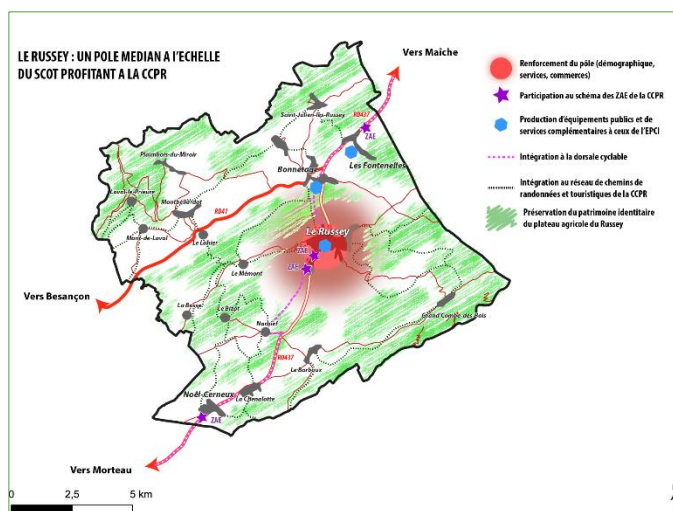 LE RUSSEY : UN POLE MEDIAN A l'ECHELLE
DU SCOT PROFITANT A LA CCPR
Vers Maîche
Renforcement du pôle (démographique,
services, commerces)
Participation au schéma des ZAE de la CCPR
Production d'équipements publics et de
services complémentaires à ceux de l'EPCI
Intégration à la dorsale cyclable
Intégration au réseau de chemins de
randonnées et touristiques de la CCPR
Préservation du patrimoine identitaire
du plateau agricole du Russey
Saint-Julien-lès-Russey
RD437
ZAE
Plaimbois-du-Miroir
Bonnétage
Les Fontenelles
Laval-le-Prieuré
Montbéliardot
RD41
Mont-de-Laval
Le Luhier
Le Russey
ZAE
ZAE
Le Mémont
Vers Besançon
La Bosse
Le Bizot
Narbief
Grand'Combe-des-Bois
RD437
Le Barboux
Noël-Cerneux
La Chenalotte
ZAE
Vers Morteau
0 2,5 5 km